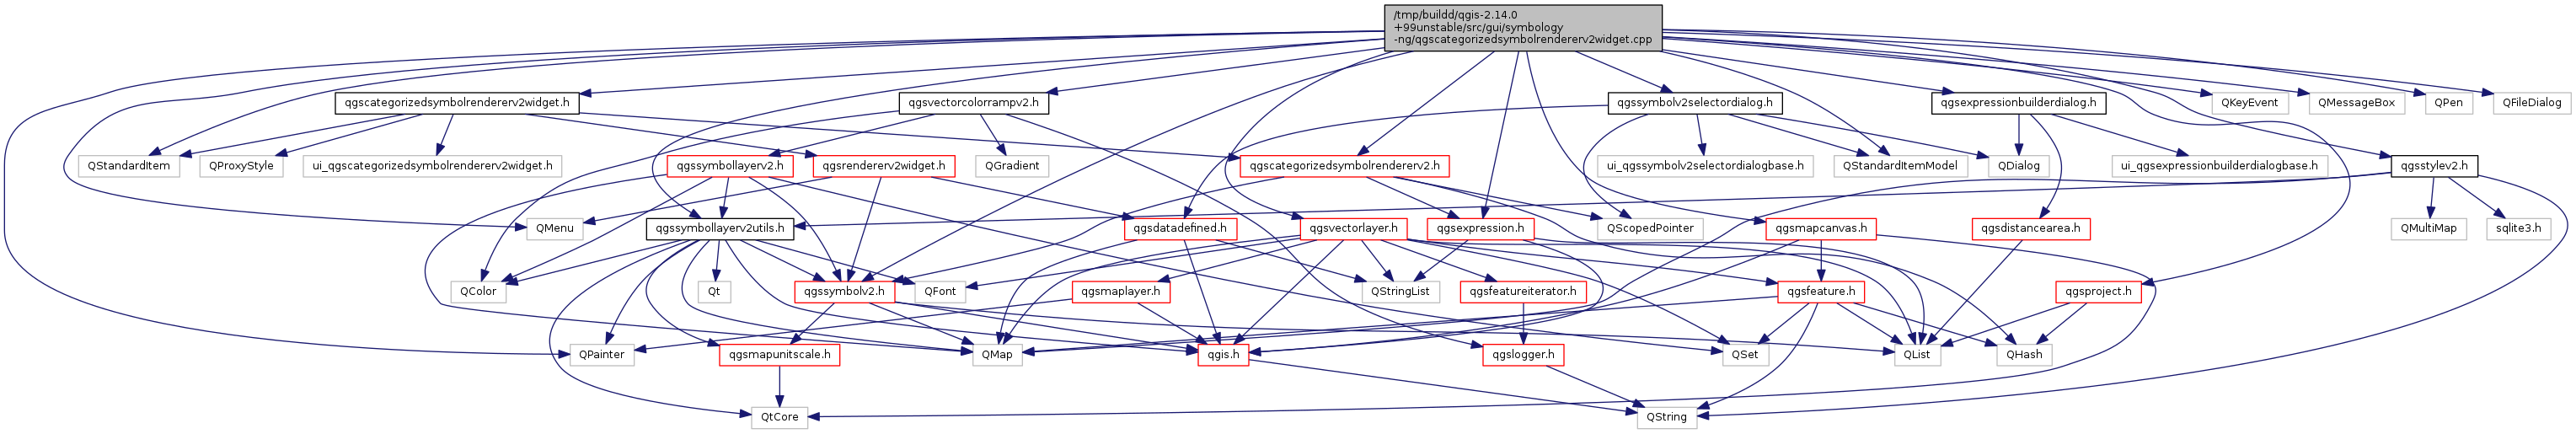 /tmp/buildd/qgis-2.14.0
+99unstable/src/gui/symbology
-ng/qgscategorizedsymbolrendererv2widget.cpp
qgscategorizedsymbolrendererv2widget.h
qgsvectorcolorrampv2.h
qgssymbolv2selectordialog.h
qgsexpressionbuilderdialog.h
QKeyEvent
QMessageBox
QPen
QFileDialog
QStandardItem
QProxyStyle
ui_qgscategorizedsymbolrendererv2widget.h
qgssymbollayerv2.h
qgsrendererv2widget.h
QGradient
qgscategorizedsymbolrendererv2.h
ui_qgssymbolv2selectordialogbase.h
QStandardItemModel
QDialog
ui_qgsexpressionbuilderdialogbase.h
qgsstylev2.h
QMenu
qgssymbollayerv2utils.h
qgsdatadefined.h
qgsvectorlayer.h
qgsexpression.h
QScopedPointer
qgsmapcanvas.h
qgsdistancearea.h
QMultiMap
sqlite3.h
QColor
Qt
qgssymbolv2.h
QFont
qgsmaplayer.h
QStringList
qgsfeatureiterator.h
qgsfeature.h
qgsproject.h
QPainter
qgsmapunitscale.h
QMap
qgis.h
qgslogger.h
QSet
QList
QHash
QtCore
QString